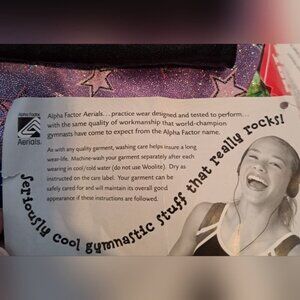 Alpha Factor
Aerials.
Alpha Factor Aerials. . . practice wear designed and tested to perform. . .
with the same quality of workmanship that world-champion
gymnasts have come to expect from the Alpha Factor name.
As with any quality garment, washing care helps insure a long
wear-life. Machine-wash your garment separately after each
wearing in cool/cold water (do not use Woolite). Dry as
instructed on the care label. Your garment can be
safely cared for and will maintain its overall good
appearance if these instructions are followed.
Seriously cool gymnastic stuff that really rocks!